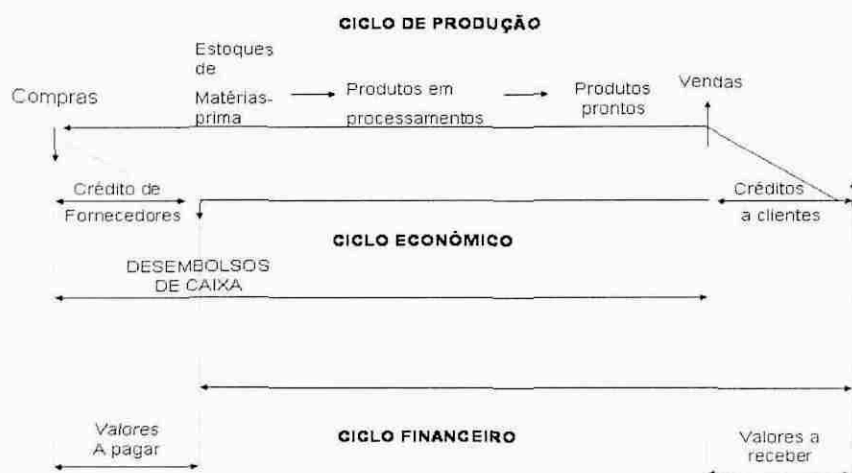 CICLO DE PRODUÇÃO
Estoques
de
Matérias-
prima
Compras
Produtos em
processamentos
Produtos
prontos
Vendas
Crédito de
Fornecedores
Créditos
a clientes
CICLO ECONÔMICO
DESEMBOLSOS
DE CAIXA
Valores
A pagar
CICLO FINANCEIRO
Valores a
receber